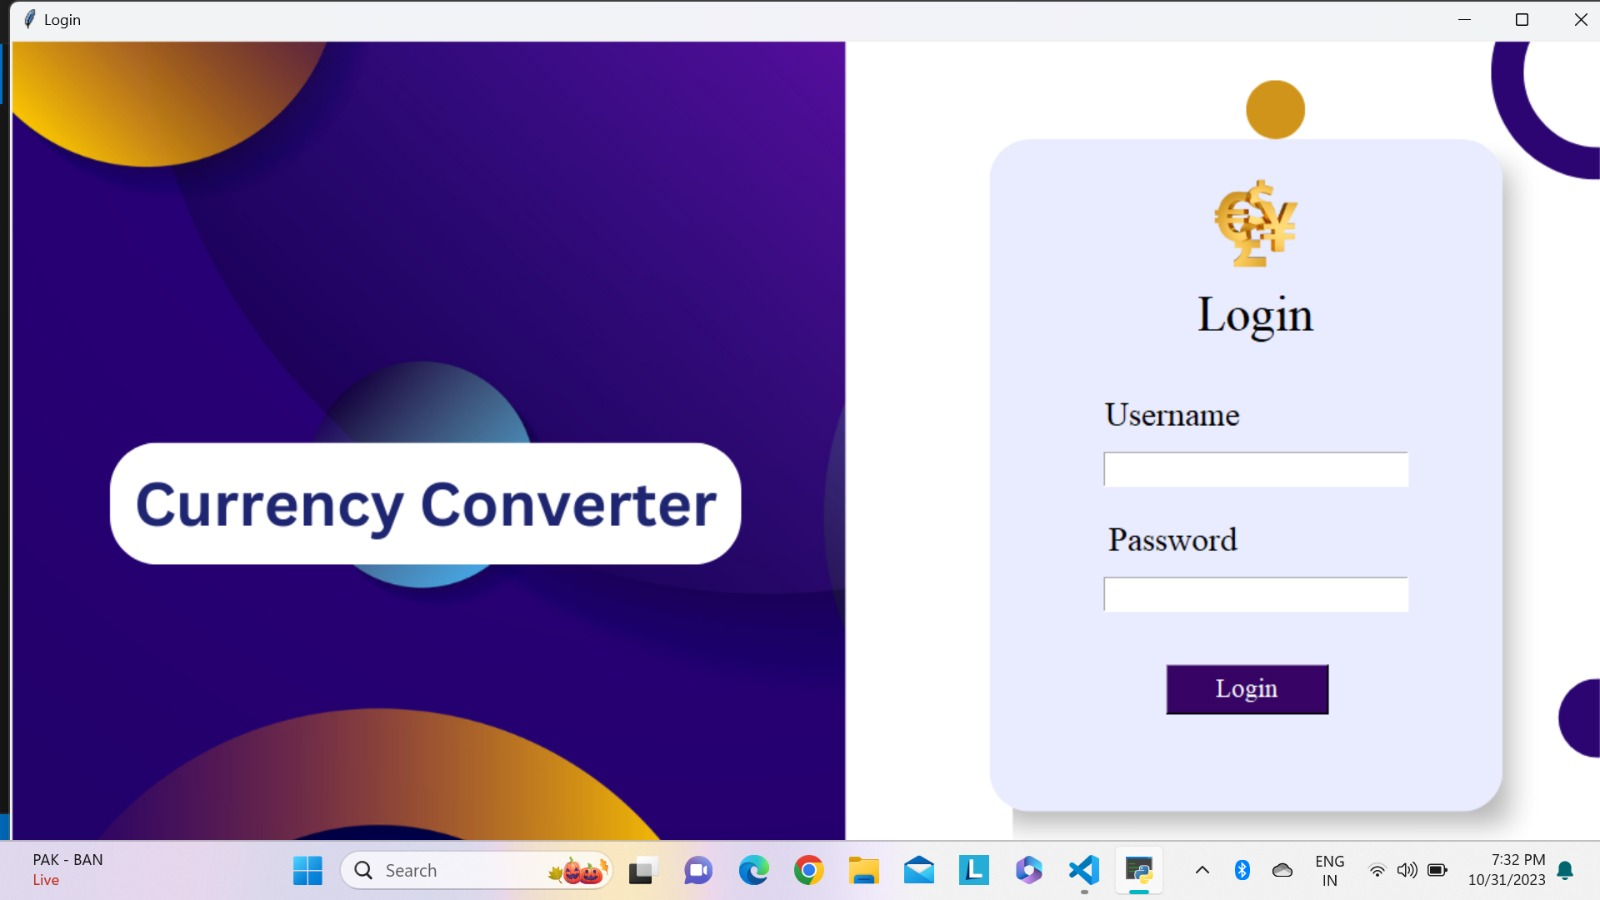 Login
Currency Converter
Login
Username
Password
Login
PAK - BAN
Live
Search
ENG
IN
7:32 PM
10/31/2023